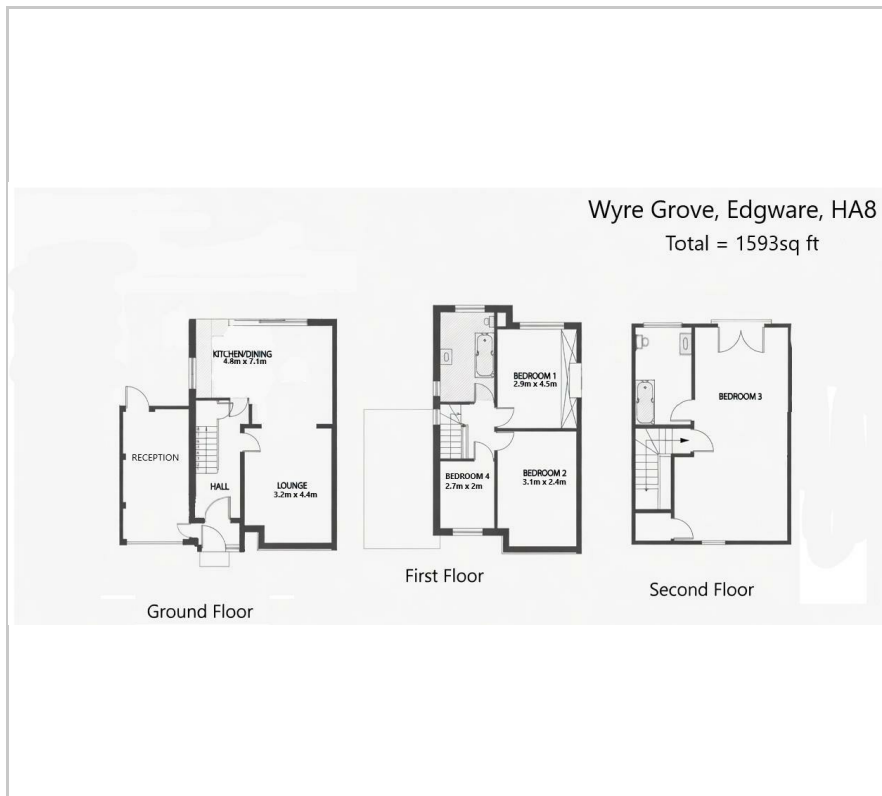 Wyre Grove, Edgware, HA8
Total = 1593sq ft
KITCHEN/DINING
4.8m x 7.1m
RECEPTION
HALL
LOUNGE
3.2m x 4.4m
Ground Floor
BEDROOM 1
2.9m x 4.5m
BEDROOM 4
2.7m x 2m
BEDROOM 2
3.1m x 2.4m
First Floor
BEDROOM 3
Second Floor